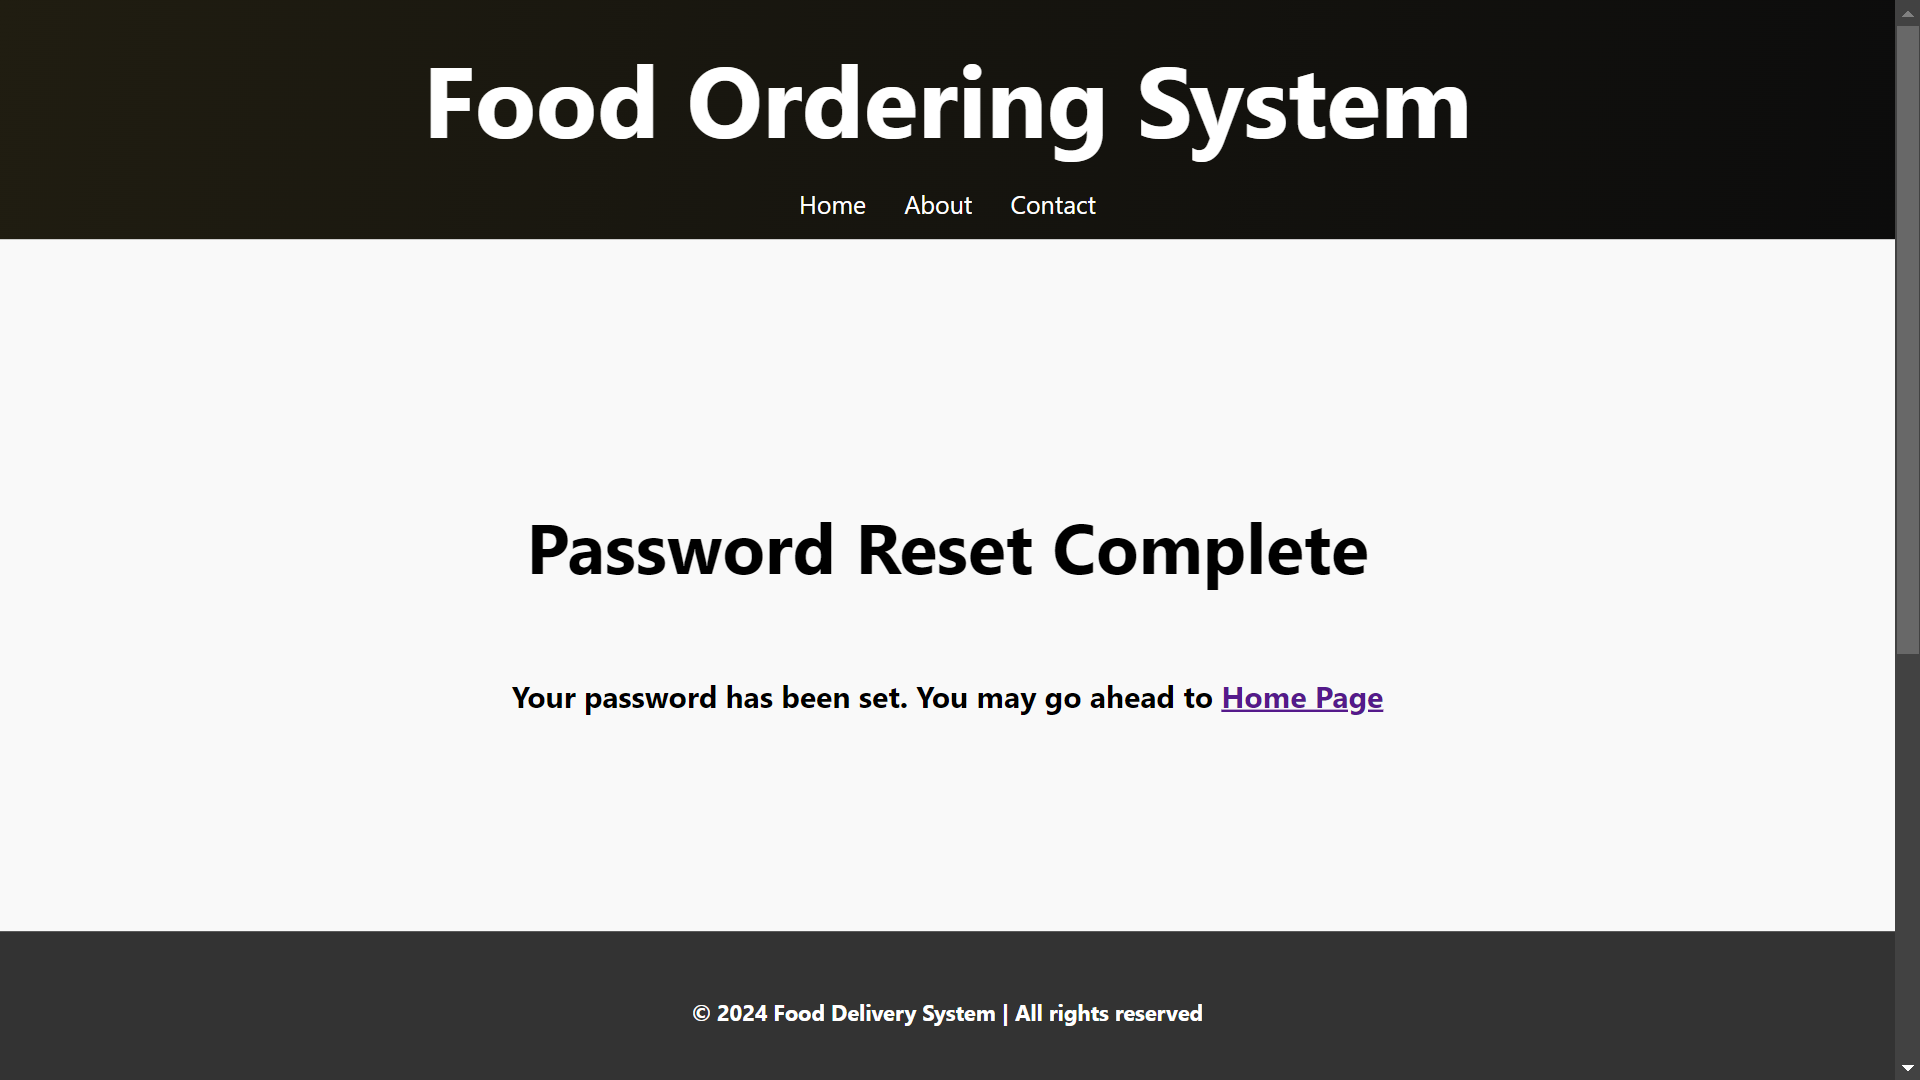 Food Ordering System
Home About Contact
Password Reset Complete
Your password has been set. You may go ahead to Home Page
© 2024 Food Delivery System | All rights reserved